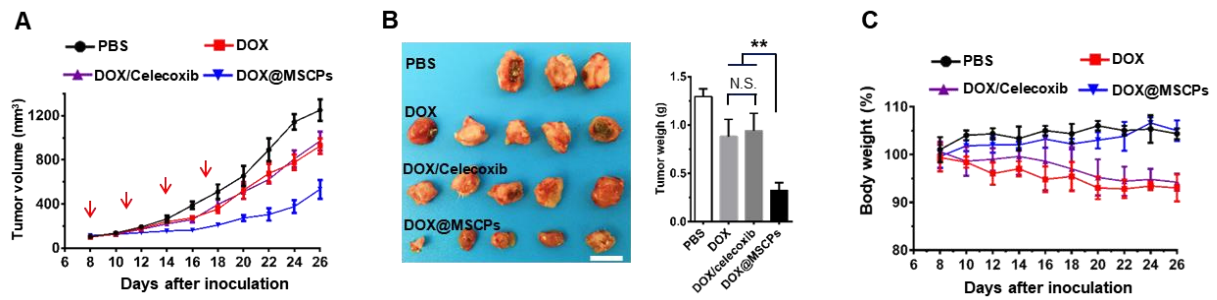 A
PBS
DOX
DOX/Celecoxib
DOX@MSCPs
Tumor volume (mm³)
1200
800
400
0
6 8 10 12 14 16 18 20 22 24 26
Days after inoculation
B
PBS
DOX
DOX/Celecoxib
DOX@MSCPs
**
N.S.
Tumor weigh (g)
1.5
1.0
0.5
0.0
PBS
DOX
DOX/celecoxib
DOX@MSCPs
C
PBS
DOX
DOX/Celecoxib
DOX@MSCPs
Body weight (%)
110
100
90
80
6 8 10 12 14 16 18 20 22 24 26
Days after inoculation